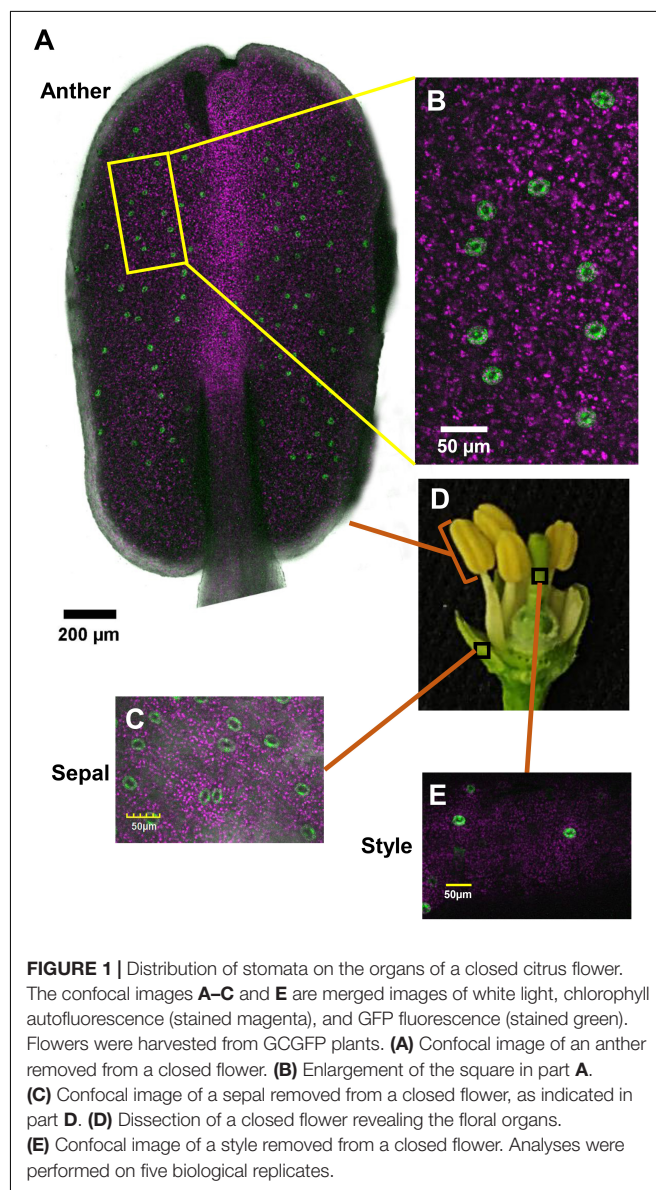 A
Anther
B
50 µm
200 µm
D
C
Sepal
50µm
E
Style
50µm
FIGURE 1 | Distribution of stomata on the organs of a closed citrus flower.
The confocal images A–C and E are merged images of white light, chlorophyll
autofluorescence (stained magenta), and GFP fluorescence (stained green).
Flowers were harvested from GCGFP plants. (A) Confocal image of an anther
removed from a closed flower. (B) Enlargement of the square in part A.
(C) Confocal image of a sepal removed from a closed flower, as indicated in
part D. (D) Dissection of a closed flower revealing the floral organs.
(E) Confocal image of a style removed from a closed flower. Analyses were
performed on five biological replicates.